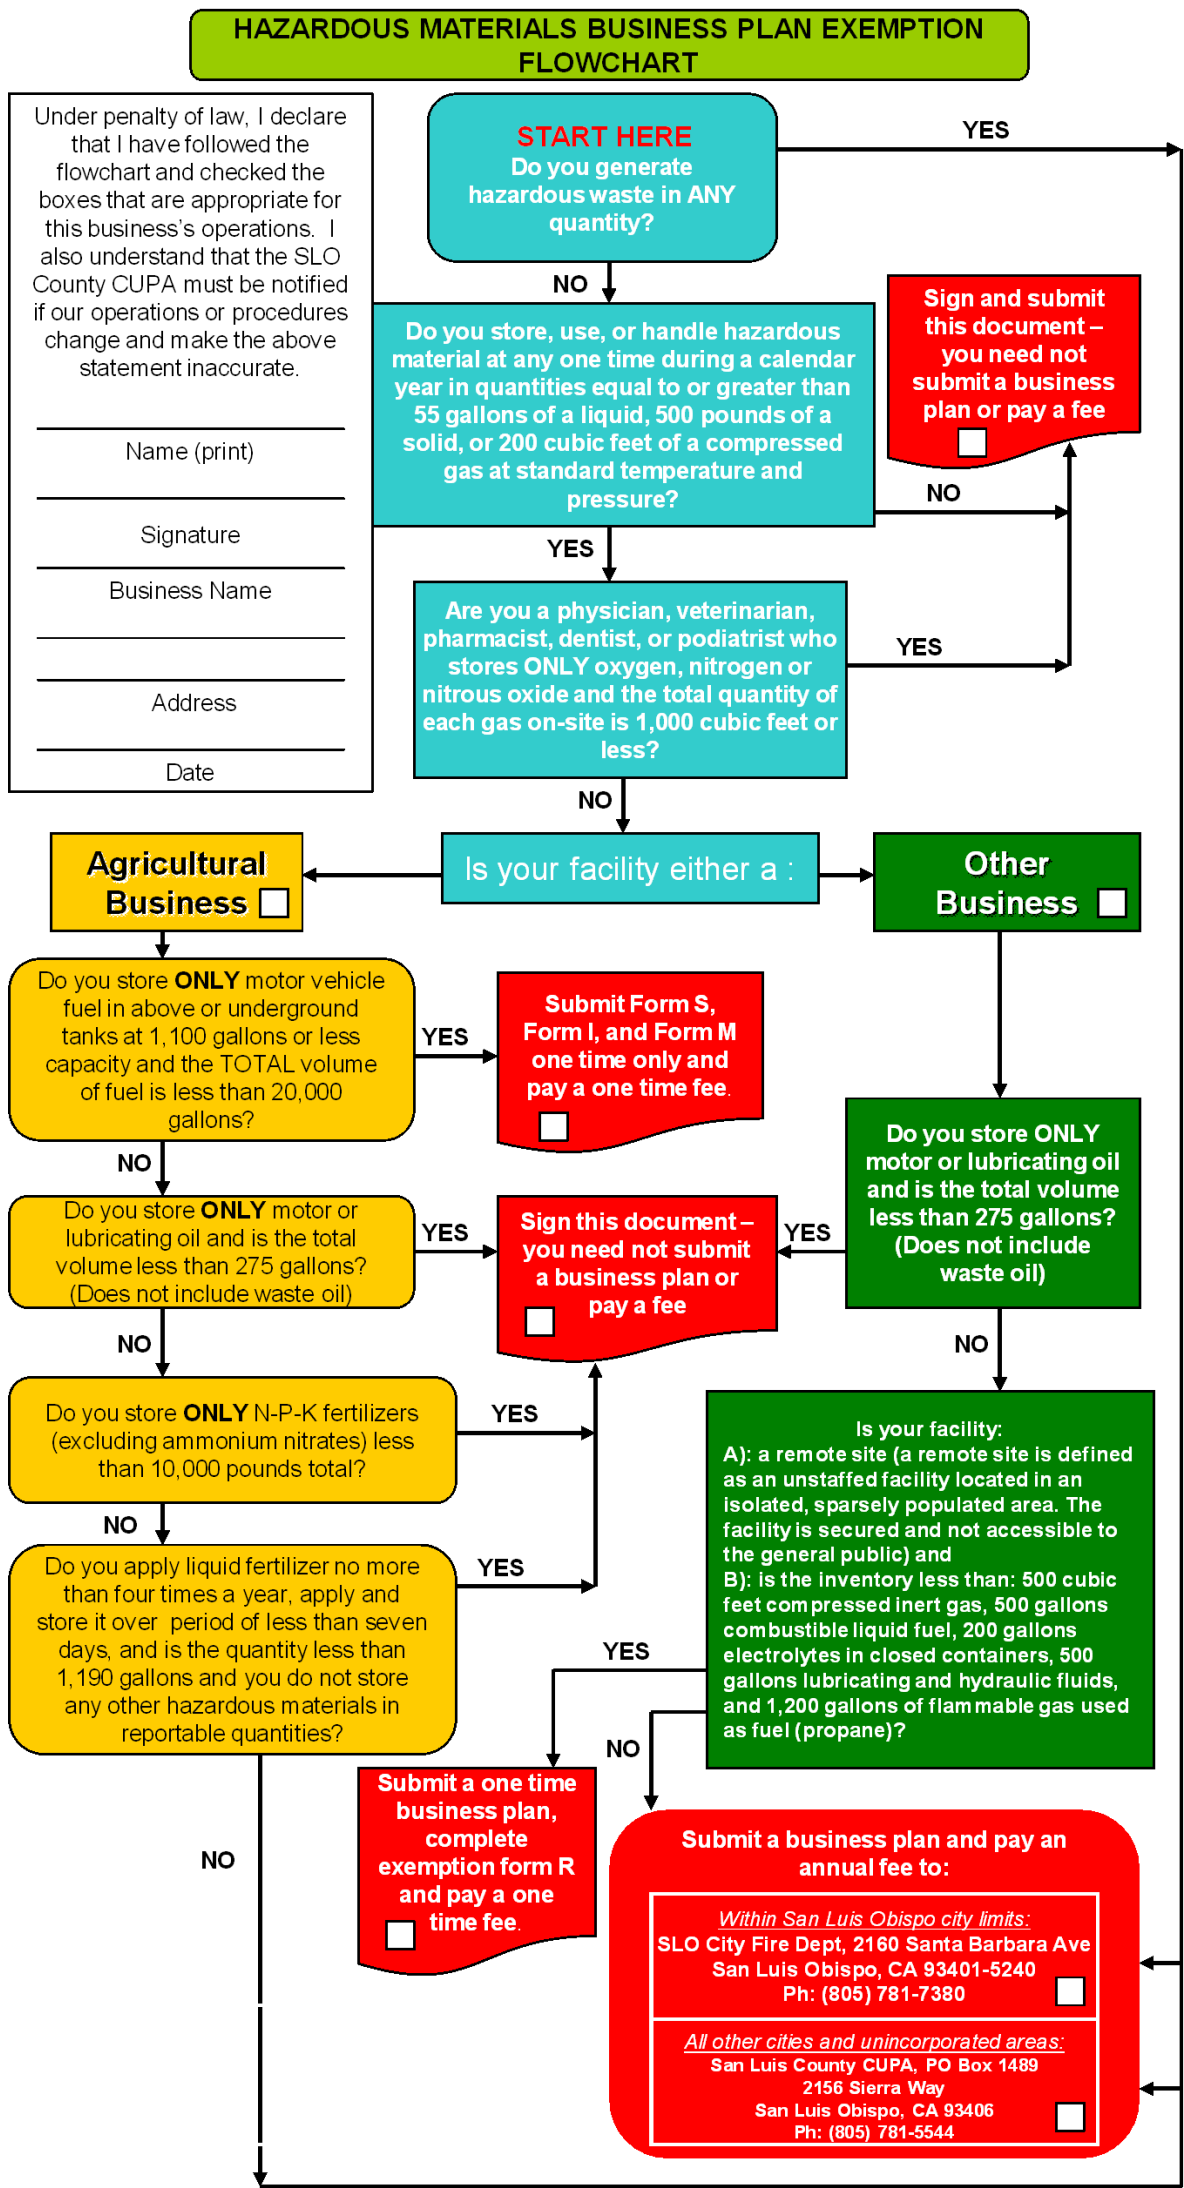 HAZARDOUS MATERIALS BUSINESS PLAN EXEMPTION
FLOWCHART
Under penalty of law, I declare
that I have followed the
flowchart and checked the
boxes that are appropriate for
this business's operations.  I
also understand that the SLO
County CUPA must be notified
if our operations or procedures
change and make the above
statement inaccurate.
Name (print)
Signature
Business Name
Address
Date
START HERE
Do you generate
hazardous waste in ANY
quantity?
YES
NO
Do you store, use, or handle hazardous
material at any one time during a calendar
year in quantities equal to or greater than
55 gallons of a liquid, 500 pounds of a
solid, or 200 cubic feet of a compressed
gas at standard temperature and
pressure?
Sign and submit
this document –
you need not
submit a business
plan or pay a fee
NO
YES
Are you a physician, veterinarian,
pharmacist, dentist, or podiatrist who
stores ONLY oxygen, nitrogen or
nitrous oxide and the total quantity of
each gas on-site is 1,000 cubic feet or
less?
YES
NO
Is your facility either a :
Agricultural
Business
Other
Business
Do you store ONLY motor vehicle
fuel in above or underground
tanks at 1,100 gallons or less
capacity and the TOTAL volume
of fuel is less than 20,000
gallons?
YES
Submit Form S,
Form I, and Form M
one time only and
pay a one time fee.
NO
Do you store ONLY motor or
lubricating oil and is the total
volume less than 275 gallons?
(Does not include waste oil)
YES
Sign this document –
you need not submit
a business plan or
pay a fee
YES
Do you store ONLY
motor or lubricating oil
and is the total volume
less than 275 gallons?
(Does not include
waste oil)
NO
NO
Do you store ONLY N-P-K fertilizers
(excluding ammonium nitrates) less
than 10,000 pounds total?
YES
NO
Do you apply liquid fertilizer no more
than four times a year, apply and
store it over  period of less than seven
days, and is the quantity less than
1,190 gallons and you do not store
any other hazardous materials in
reportable quantities?
YES
NO
Is your facility:
A): a remote site (a remote site is defined
as an unstaffed facility located in an
isolated, sparsely populated area. The
facility is secured and not accessible to
the general public) and
B): is the inventory less than: 500 cubic
feet compressed inert gas, 500 gallons
combustible liquid fuel, 200 gallons
electrolytes in closed containers, 500
gallons lubricating and hydraulic fluids,
and 1,200 gallons of flammable gas used
as fuel (propane)?
YES
NO
Submit a one time
business plan,
complete
exemption form R
and pay a one
time fee.
Submit a business plan and pay an
annual fee to:
Within San Luis Obispo city limits:
SLO City Fire Dept, 2160 Santa Barbara Ave
San Luis Obispo, CA 93401-5240
Ph: (805) 781-7380
All other cities and unincorporated areas:
San Luis County CUPA, PO Box 1489
2156 Sierra Way
San Luis Obispo, CA 93406
Ph: (805) 781-5544